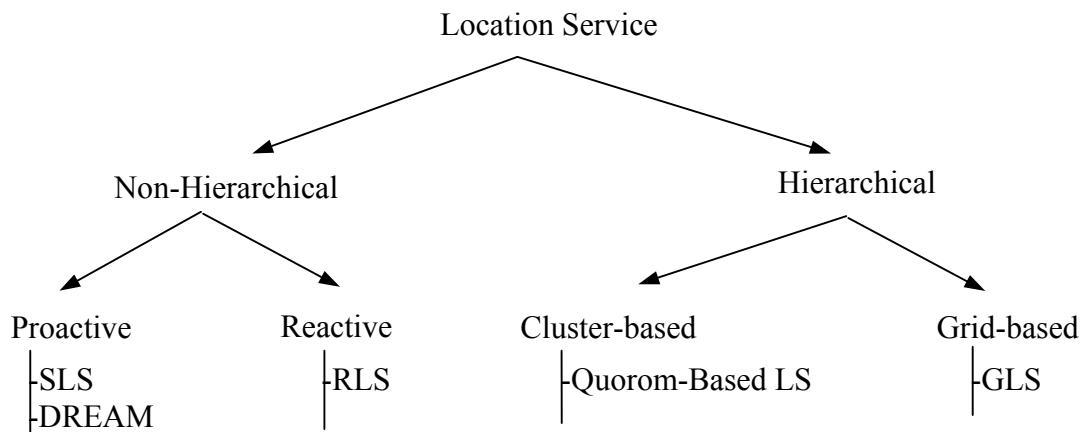 Location Service
Non-Hierarchical Hierarchical
Proactive Reactive Cluster-based Grid-based
-SLS -RLS -Quorom-Based LS -GLS
-DREAM